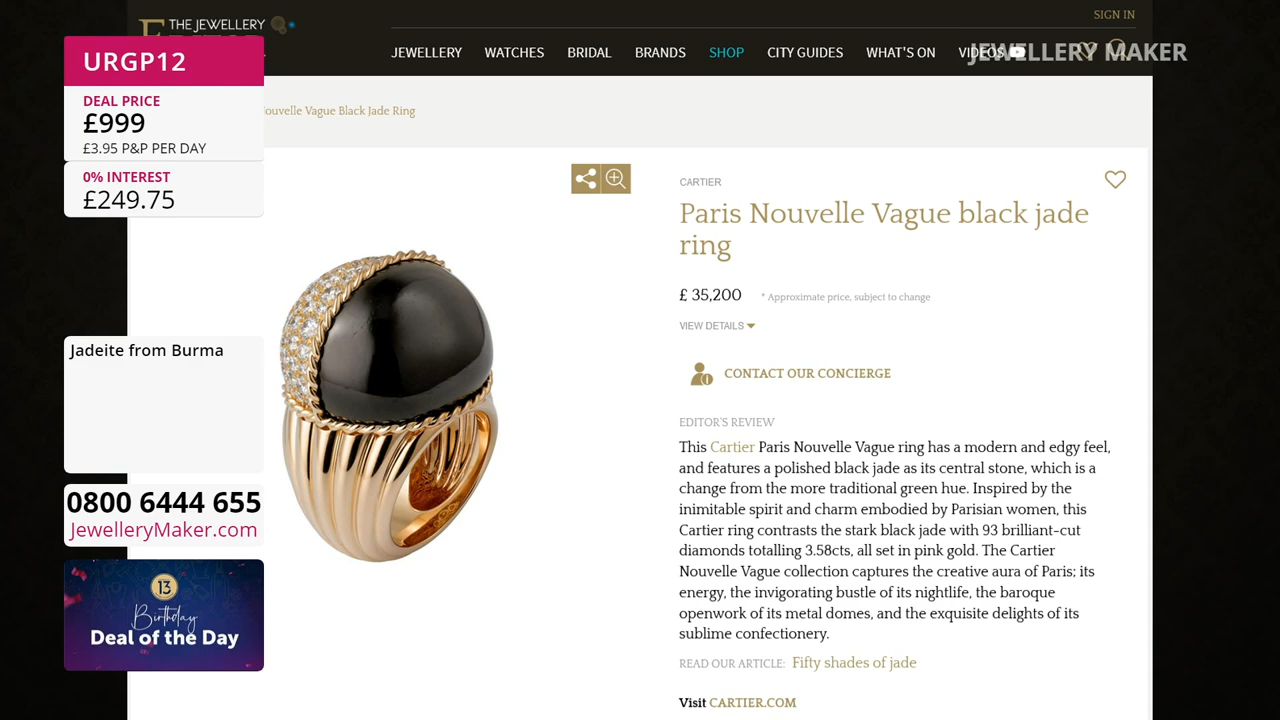 THE JEWELLERY
SIGN IN
JEWELLERY WATCHES BRIDAL BRANDS SHOP CITY GUIDES WHAT'S ON VIDEOS
JEWELLERY MAKER
URGP12
DEAL PRICE
£999
£3.95 P&P PER DAY
0% INTEREST
£249.75
ouvelle Vague Black Jade Ring
CARTIER
Paris Nouvelle Vague black jade
ring
£ 35,200 * Approximate price, subject to change
VIEW DETAILS
CONTACT OUR CONCIERGE
EDITOR'S REVIEW
This Cartier Paris Nouvelle Vague ring has a modern and edgy feel,
and features a polished black jade as its central stone, which is a
change from the more traditional green hue. Inspired by the
inimitable spirit and charm embodied by Parisian women, this
Cartier ring contrasts the stark black jade with 93 brilliant-cut
diamonds totalling 3.58cts, all set in pink gold. The Cartier
Nouvelle Vague collection captures the creative aura of Paris; its
energy, the invigorating bustle of its nightlife, the baroque
openwork of its metal domes, and the exquisite delights of its
sublime confectionery.
READ OUR ARTICLE: Fifty shades of jade
Visit CARTIER.COM
Jadeite from Burma
0800 6444 655
JewelleryMaker.com
13
Birthday
Deal of the Day